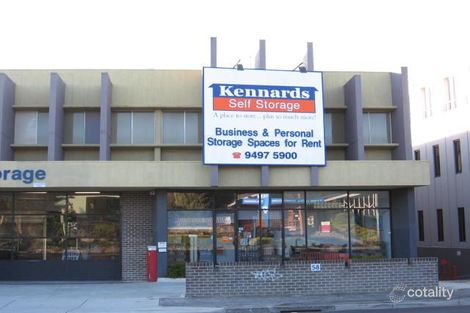 Kennards
Self Storage
A place to store... plus so much more!
Business & Personal
Storage Spaces for Rent
☎ 9497 5900
orage
58
cotality